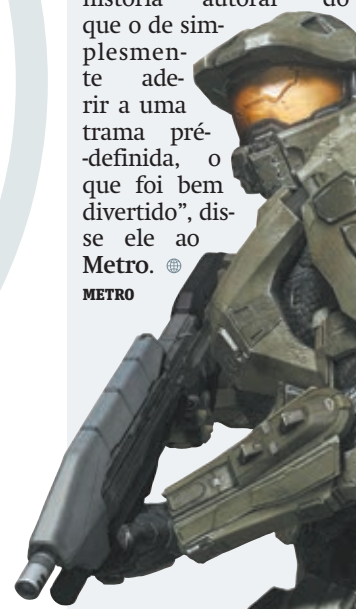 história autoral do
que o de sim-
plesmen-
te ade-
rir a uma
trama pré-
-definida, o
que foi bem
divertido”, dis-
se ele ao
Metro.
METRO